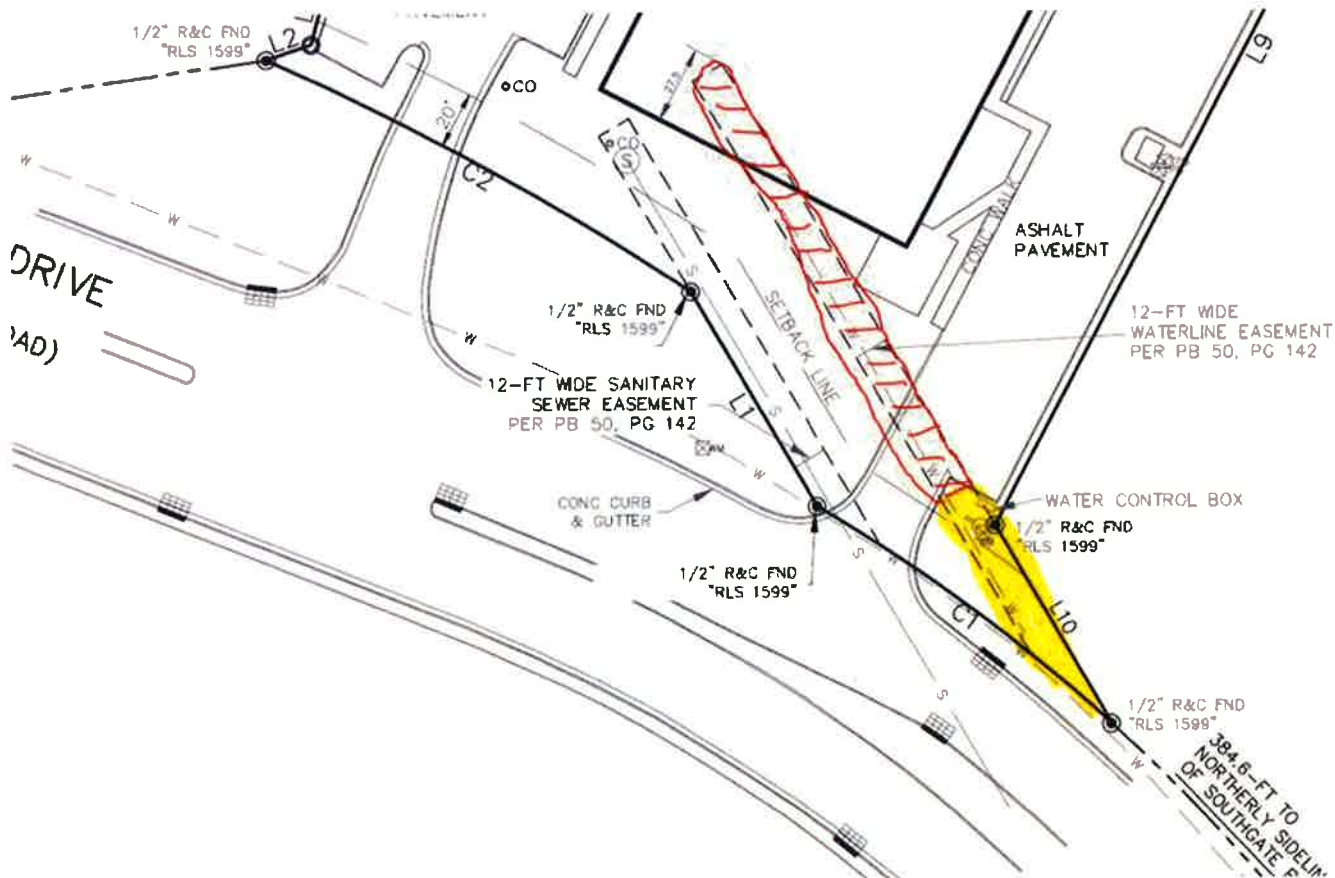 1/2" R&C FND
"RLS 1599"
L2
CO
20'
C2
W
W
DRIVE
CO
S
L9
CONC WALK
ASHALT
PAVEMENT
1/2" R&C FND
"RLS 1599"
S
SETBACK LINE
12-FT WIDE
WATERLINE EASEMENT
PER PB 50, PG 142
W
12-FT WIDE SANITARY
SEWER EASEMENT
PER PB 50, PG 142
L1
S
W
W
CONC CURB
& GUTTER
WATER CONTROL BOX
1/2" R&C FND
"RLS 1599"
1/2" R&C FND
"RLS 1599"
S
C1
L10
W
W
S
1/2" R&C FND
"RLS 1599"
W
384.6-FT TO
NORTHERLY
OF SOUTHGATE